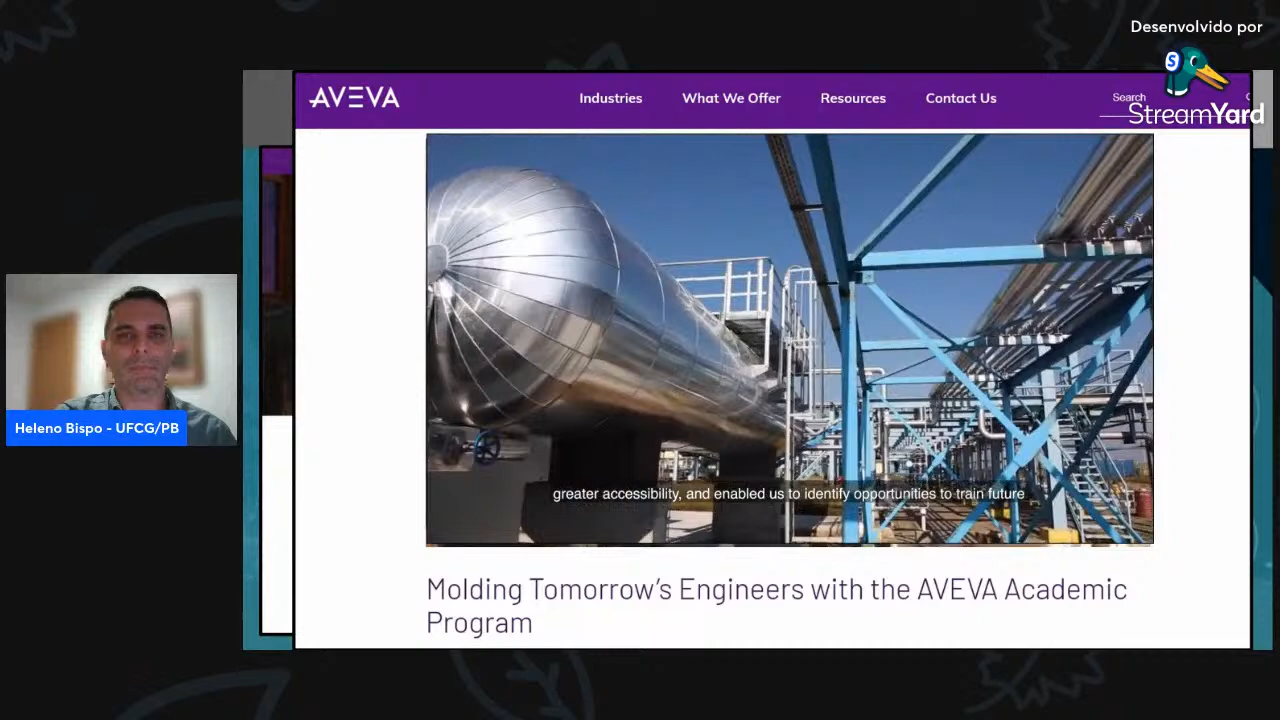 Desenvolvido por
StreamYard
AVEVA
Industries
What We Offer
Resources
Contact Us
Search
greater accessibility, and enabled us to identify opportunities to train future
Heleno Bispo - UFCG/PB
Molding Tomorrow's Engineers with the AVEVA Academic
Program